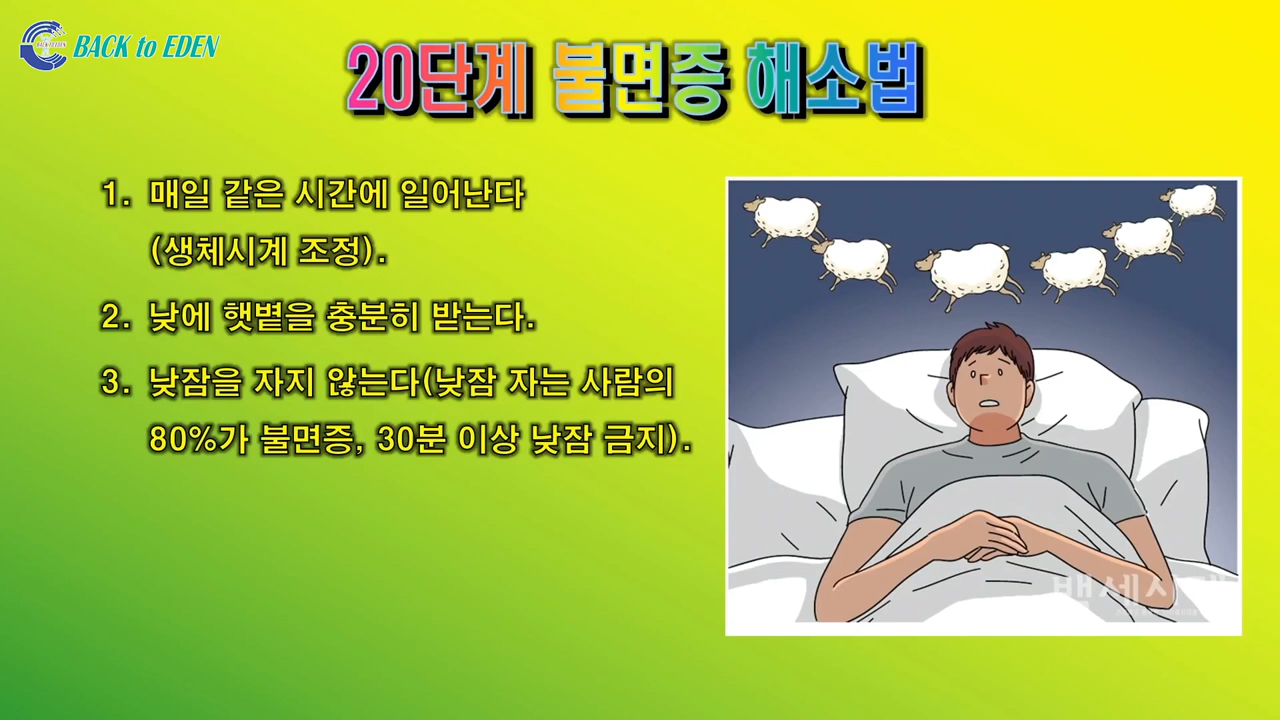 BACK to EDEN
20단계 불면증 해소법
1. 매일 같은 시간에 일어난다
(생체시계 조정).
2. 낮에 햇볕을 충분히 받는다.
3. 낮잠을 자지 않는다(낮잠 자는 사람의
80%가 불면증, 30분 이상 낮잠 금지).